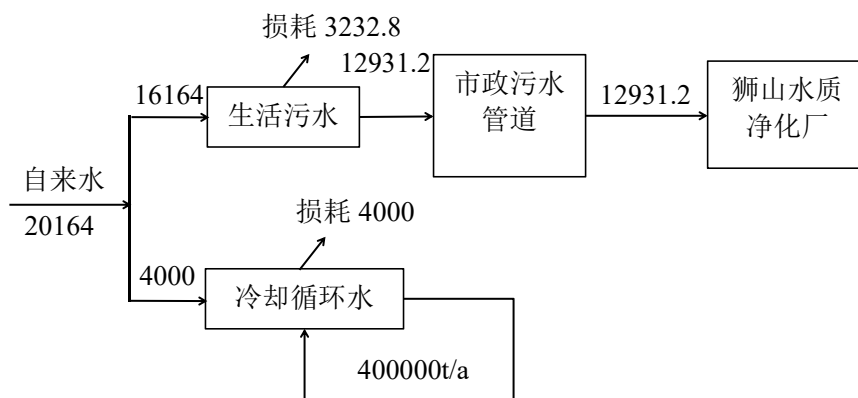 损耗 3232.8
16164
生活污水
12931.2
市政污水
管道
12931.2
狮山水质
净化厂
自来水
20164
损耗 4000
4000
冷却循环水
400000t/a